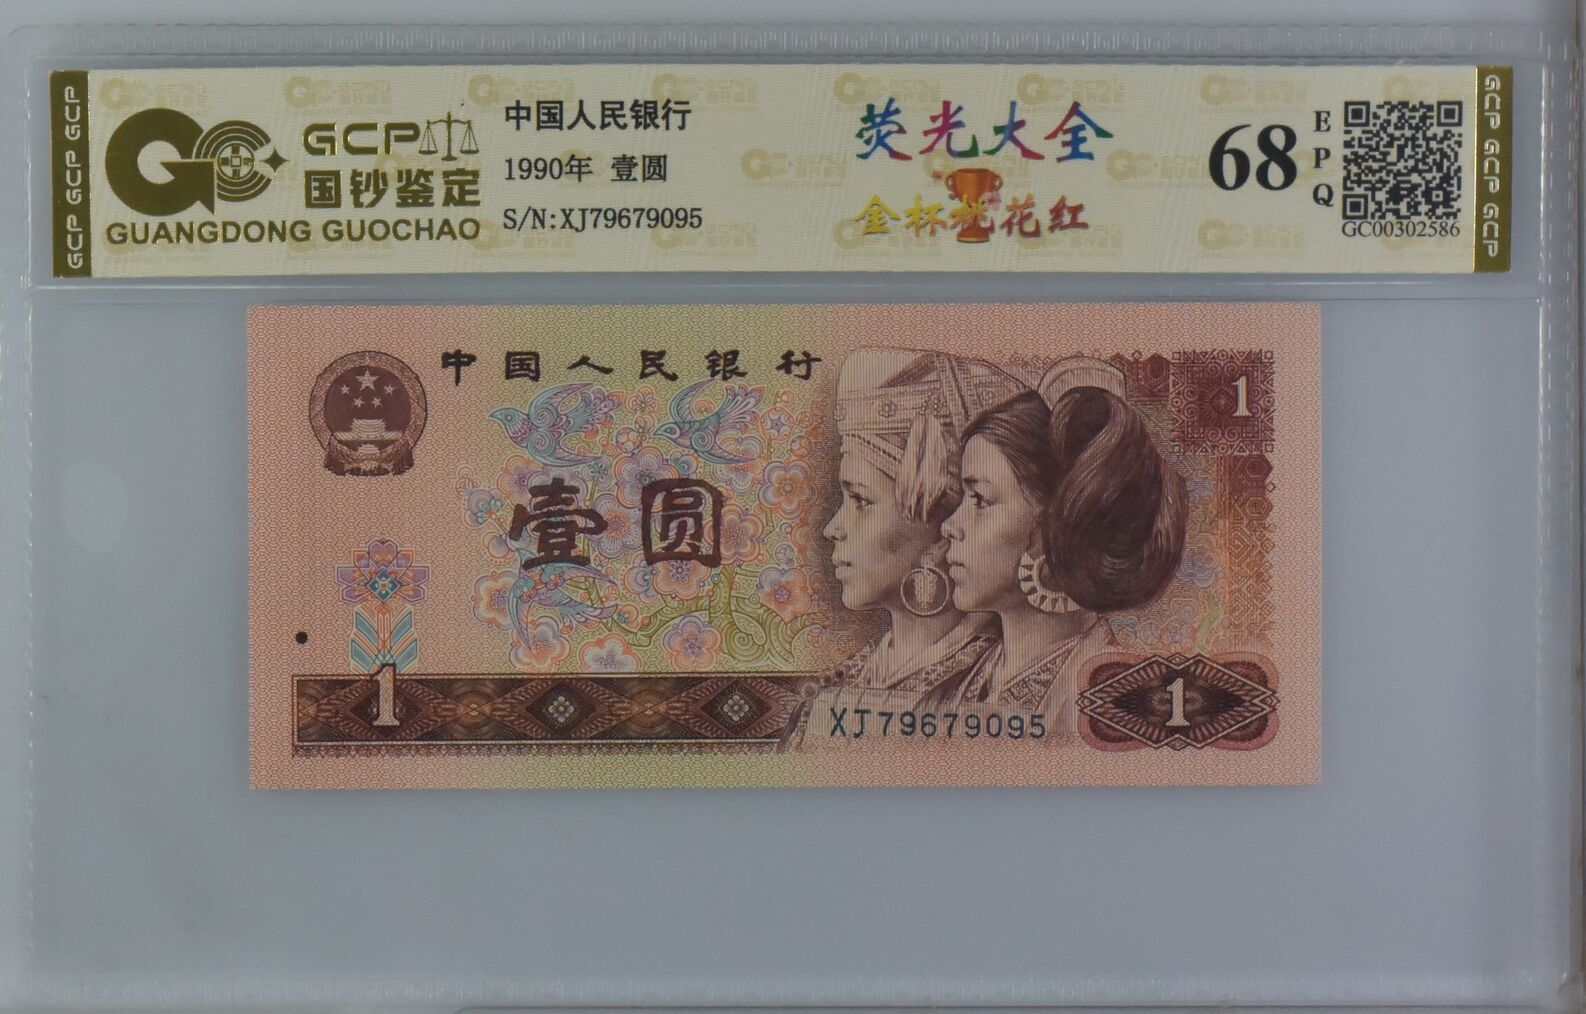 GCP
国钞鉴定
GUANGDONG GUOCHAO
中国人民银行
1990年 壹圆
S/N:XJ79679095
荧光大全
金杯桃花红
68
EPQ
GC00302586
GCP GCP GCP
GCP GCP GCP
中国人民银行
1
壹圆
1
XJ79679095
1